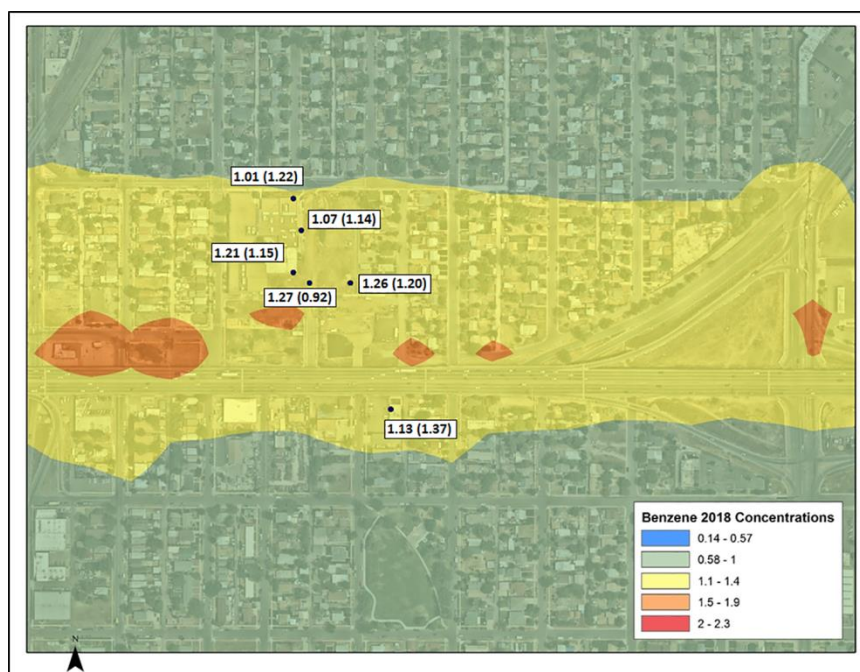 1.01 (1.22)
1.07 (1.14)
1.21 (1.15)
1.27 (0.92)
1.26 (1.20)
1.13 (1.37)
Benzene 2018 Concentrations
0.14 - 0.57
0.58 - 1
1.1 - 1.4
1.5 - 1.9
2 - 2.3
N